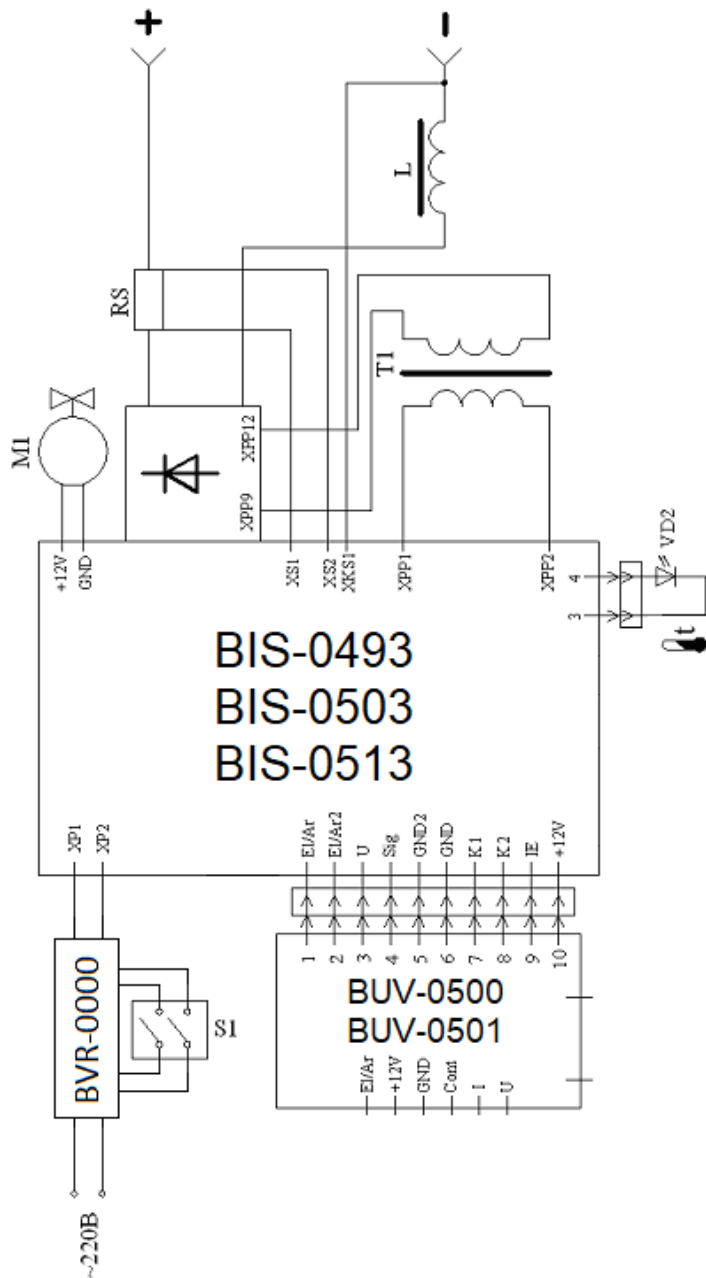 +
-
L
RS
T1
M1
XPP12
XPP9
+12V
GND
XS1
XS2
XKS1
XPP1
XPP2
4
3
VD2
t
BIS-0493
BIS-0503
BIS-0513
XP1
XP2
El/Ar
El/Ar2
U
Sig
GND2
GND
K1
K2
IE
+12V
1
2
3
4
5
6
7
8
9
10
BUV-0500
BUV-0501
BVR-0000
S1
El/Ar
+12V
GND
Cont
I
U
~220В